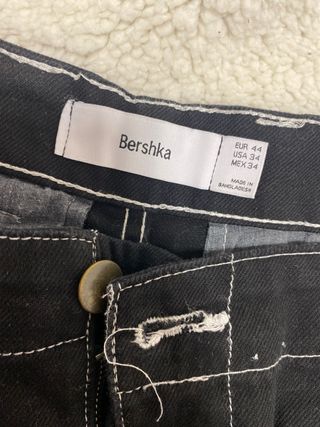 Bershka
EUR 44
USA 34
MEX 34
MADE IN
BANGLADESH